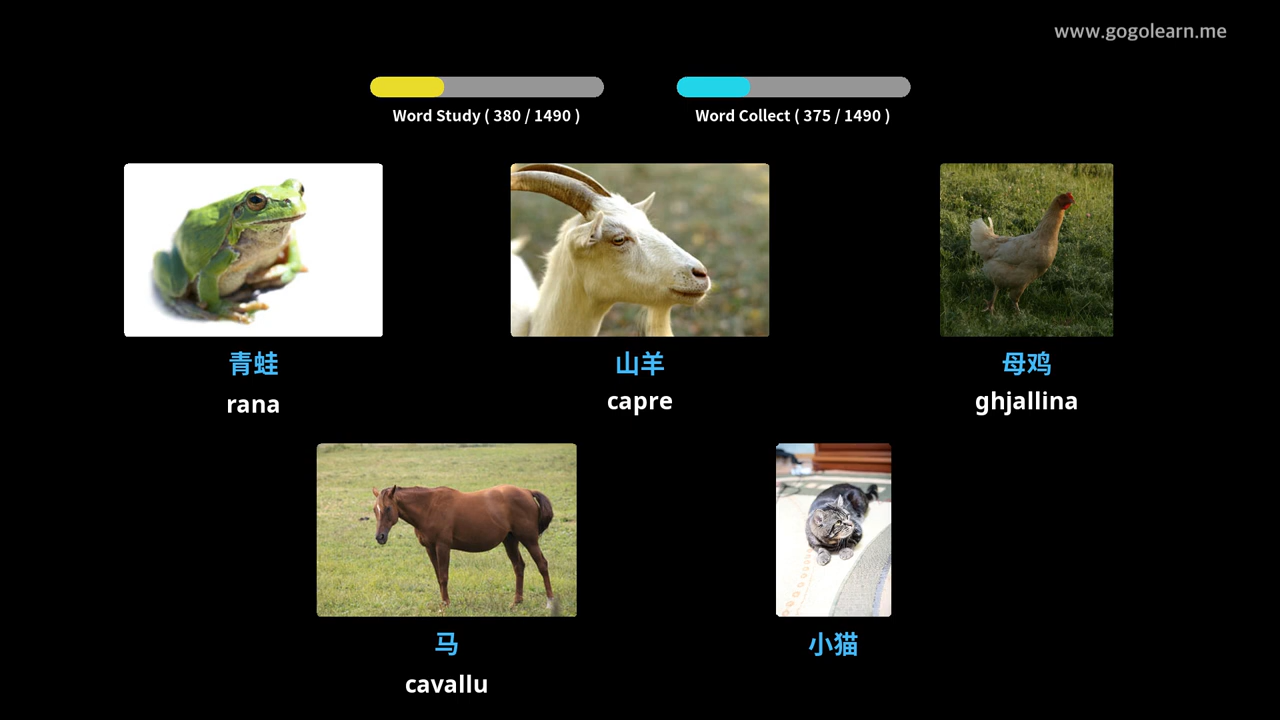 www.gogolearn.me
Word Study ( 380 / 1490 )
Word Collect ( 375 / 1490 )
青蛙
rana
山羊
capre
母鸡
ghjallina
马
cavallu
小猫